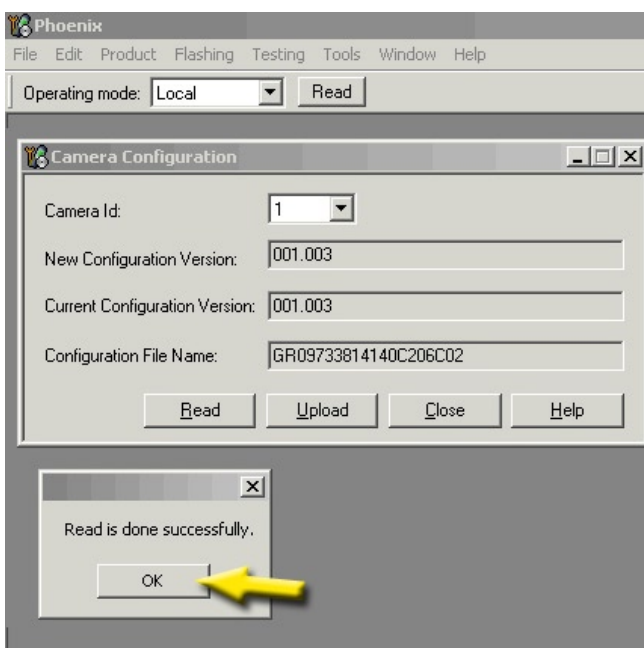 Phoenix
File Edit Product Flashing Testing Tools Window Help
Operating mode: Local Read
Camera Configuration
Camera Id: 1
New Configuration Version: 001.003
Current Configuration Version: 001.003
Configuration File Name: GR09733814140C206C02
Read Upload Close Help
Read is done successfully.
OK